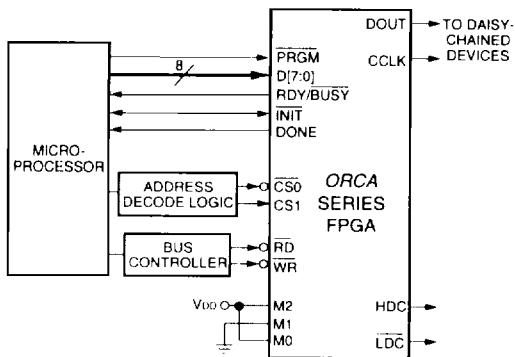 DOUT
TO DAISY-
CHAINED
DEVICES
CCLK
PRGM
8
D[7:0]
RDY/BUSY
INIT
DONE
MICRO-
PROCESSOR
ADDRESS
DECODE LOGIC
CS0
CS1
ORCA
SERIES
FPGA
BUS
CONTROLLER
RD
WR
VDD
M2
M1
M0
HDC
LDC